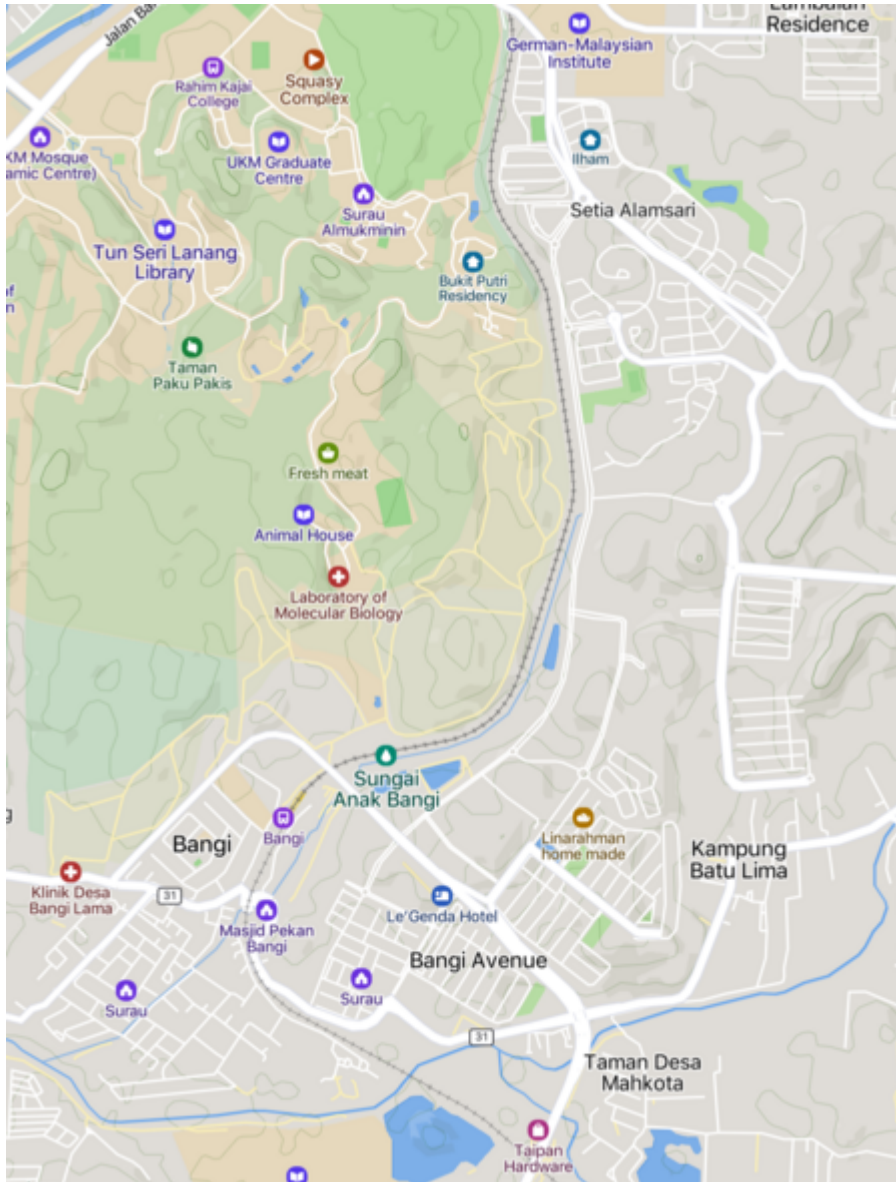 Jalan Ba
Residence
German-Malaysian
Institute
Squasy
Complex
Rahim Kajai
College
Ilham
KM Mosque
amic Centre)
UKM Graduate
Centre
Surau
Almukminin
Setia Alamsari
Tun Seri Lanang
Library
Bukit Putri
Residency
of
n
Taman
Paku Pakis
Fresh meat
Animal House
Laboratory of
Molecular Biology
Sungai
Anak Bangi
g
Bangi
Bangi
Linarahman
home made
Kampung
Batu Lima
Klinik Desa
Bangi Lama
31
Le'Genda Hotel
Masjid Pekan
Bangi
Bangi Avenue
Surau
Surau
31
Taman Desa
Mahkota
Taipan
Hardware